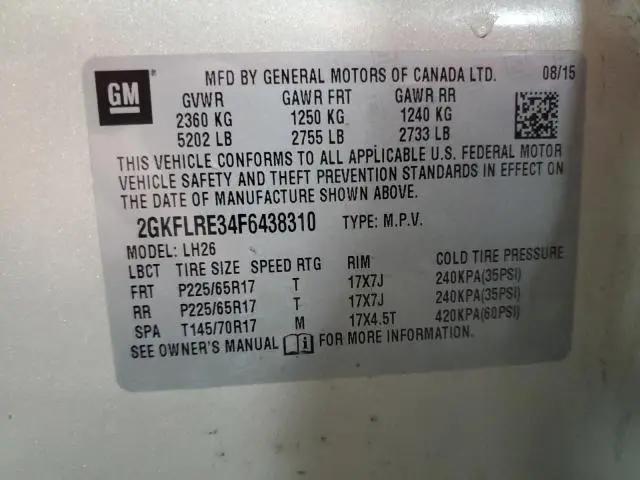 GM
MFD BY GENERAL MOTORS OF CANADA LTD. 08/15
GVWR GAWR FRT GAWR RR
2360 KG 1250 KG 1240 KG
5202 LB 2755 LB 2733 LB
THIS VEHICLE CONFORMS TO ALL APPLICABLE U.S. FEDERAL MOTOR
VEHICLE SAFETY AND THEFT PREVENTION STANDARDS IN EFFECT ON
THE DATE OF MANUFACTURE SHOWN ABOVE.
2GKFLRE34F6438310 TYPE: M.P.V.
MODEL: LH26
LBCT TIRE SIZE SPEED RTG RIM COLD TIRE PRESSURE
FRT P225/65R17 T 17X7J 240KPA(35PSI)
RR P225/65R17 T 17X7J 240KPA(35PSI)
SPA T145/70R17 M 17X4.5T 420KPA(60PSI)
SEE OWNER'S MANUAL FOR MORE INFORMATION.